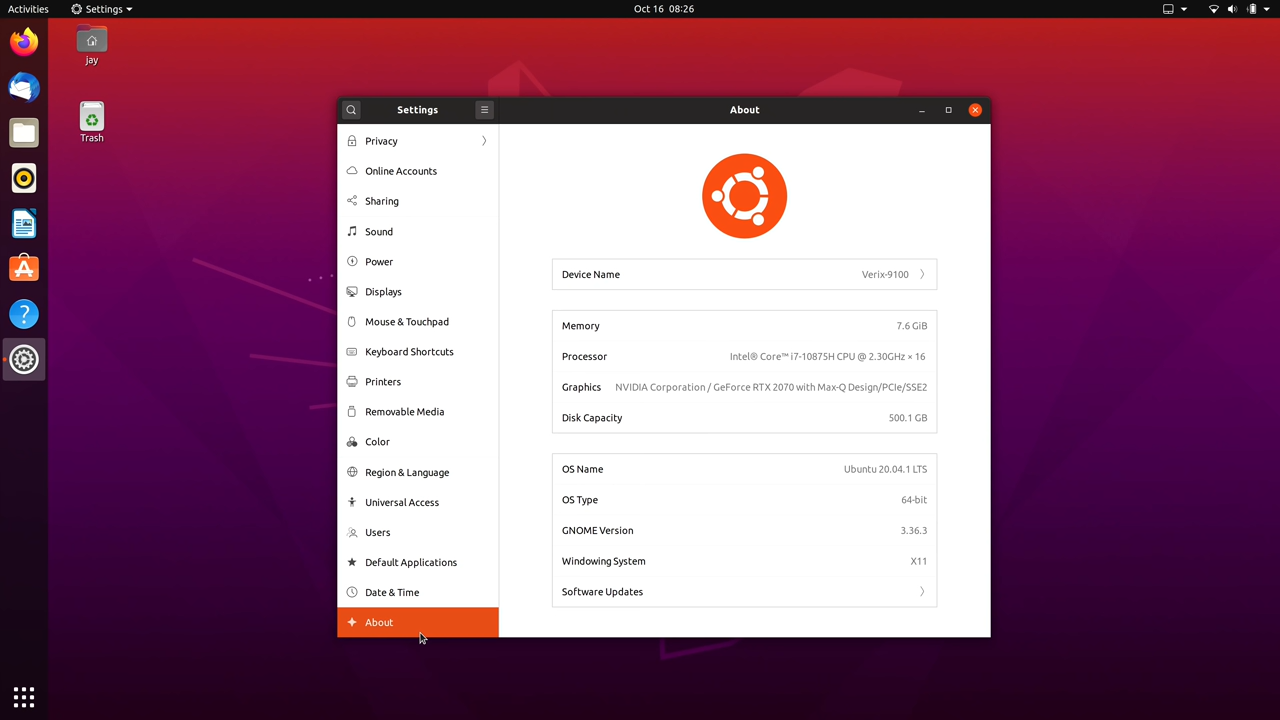 Activities Settings Oct 16 08:26
jay
Trash
Settings About
Privacy
Online Accounts
Sharing
Sound
Power
Displays
Mouse & Touchpad
Keyboard Shortcuts
Printers
Removable Media
Color
Region & Language
Universal Access
Users
Default Applications
Date & Time
About
Device Name Verix-9100
Memory 7.6 GiB
Processor Intel® Core™ i7-10875H CPU @ 2.30GHz × 16
Graphics NVIDIA Corporation / GeForce RTX 2070 with Max-Q Design/PCIe/SSE2
Disk Capacity 500.1 GB
OS Name Ubuntu 20.04.1 LTS
OS Type 64-bit
GNOME Version 3.36.3
Windowing System X11
Software Updates